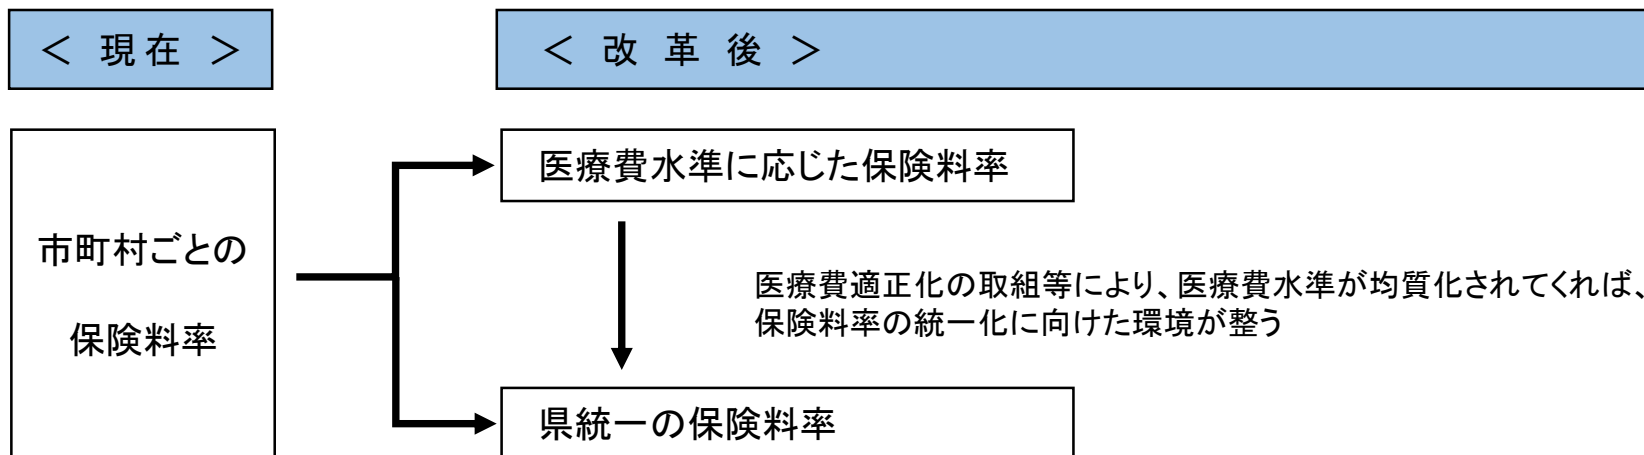 ＜ 現 在 ＞
＜ 改 革 後 ＞
市町村ごとの
保険料率
医療費水準に応じた保険料率
医療費適正化の取組等により、医療費水準が均質化されてくれば、
保険料率の統一化に向けた環境が整う
県統一の保険料率